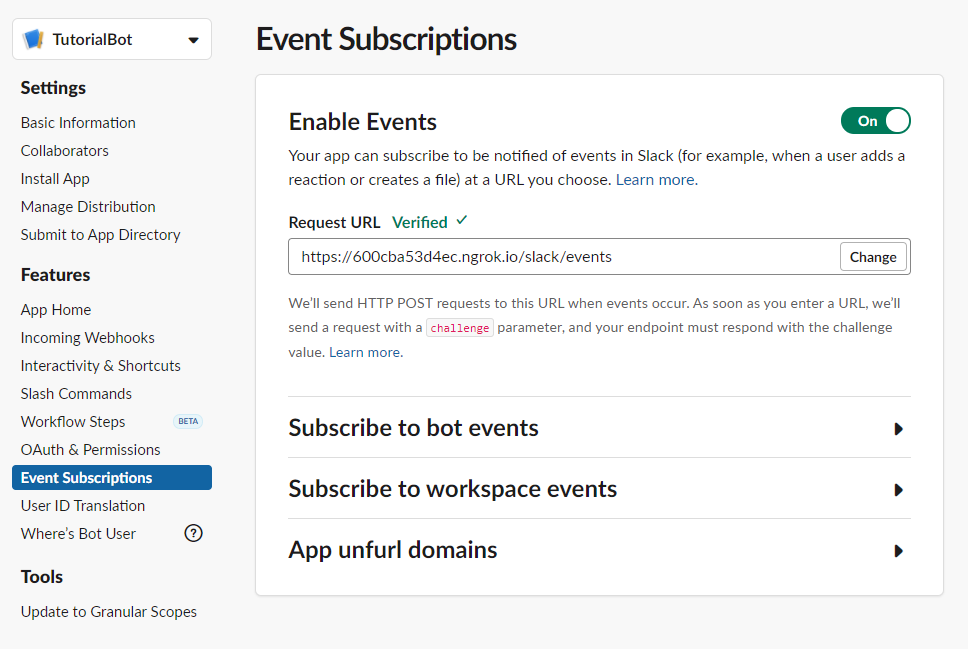 TutorialBot
Settings
Basic Information
Collaborators
Install App
Manage Distribution
Submit to App Directory
Features
App Home
Incoming Webhooks
Interactivity & Shortcuts
Slash Commands
Workflow Steps BETA
OAuth & Permissions
Event Subscriptions
User ID Translation
Where's Bot User ?
Tools
Update to Granular Scopes
Event Subscriptions
Enable Events
On
Your app can subscribe to be notified of events in Slack (for example, when a user adds a
reaction or creates a file) at a URL you choose. Learn more.
Request URL Verified
https://600cba53d4ec.ngrok.io/slack/events
Change
We'll send HTTP POST requests to this URL when events occur. As soon as you enter a URL, we'll
send a request with a challenge parameter, and your endpoint must respond with the challenge
value. Learn more.
Subscribe to bot events
Subscribe to workspace events
App unfurl domains